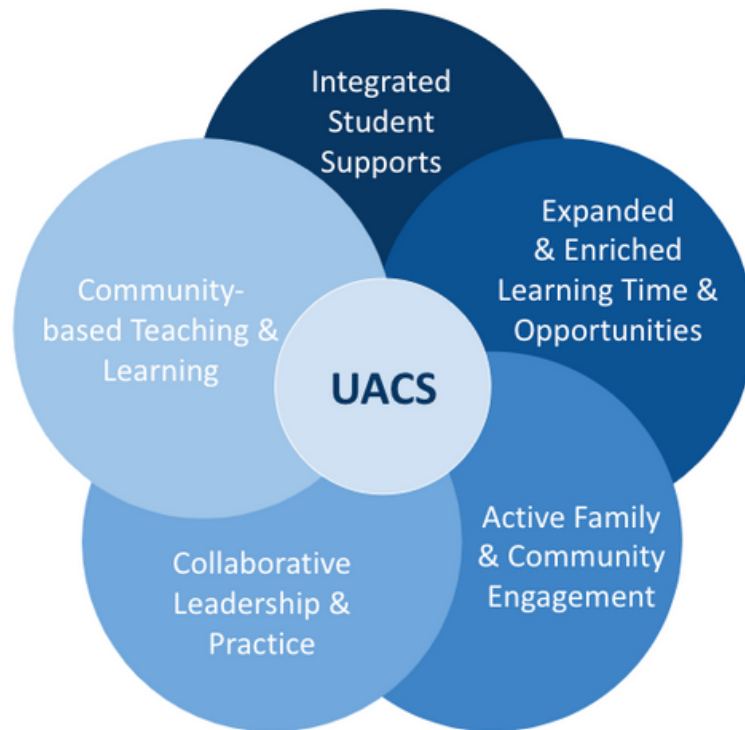 Integrated
Student
Supports
Expanded
& Enriched
Learning Time &
Opportunities
Community-
based Teaching &
Learning
UACS
Active Family
& Community
Engagement
Collaborative
Leadership &
Practice